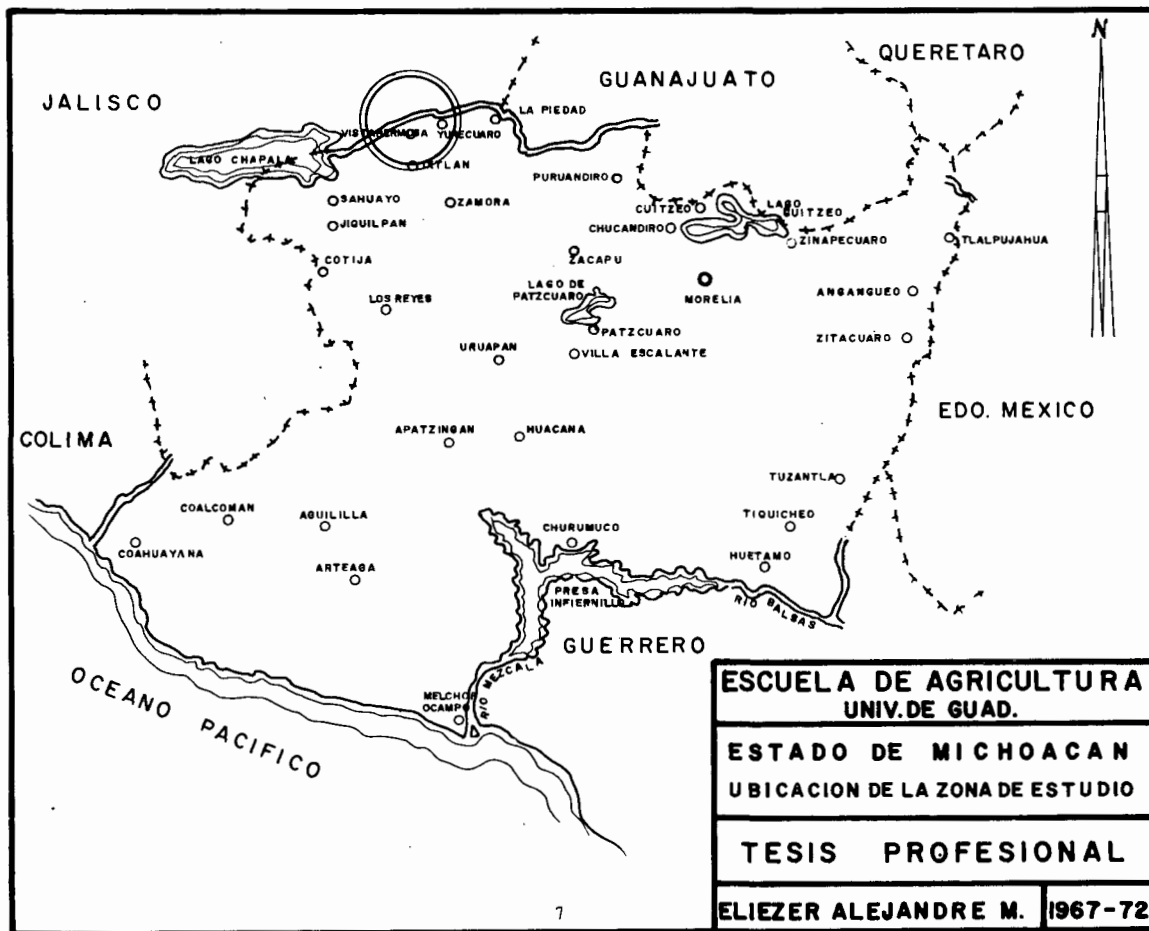 N
QUERETARO
GUANAJUATO
JALISCO
LA PIEDAD
VISTAHERMOSA
YURECUARO
LAGO CHAPALA
IXTLAN
PURUANDIRO
SAHUAYO
ZAMORA
CUITZEO
LAGO
CUITZEO
JIQUILPAN
CHUCANDIRO
ZINAPECUARO
TLALPUJAHUA
ZACAPU
COTIJA
LAGO DE
PATZCUARO
MORELIA
ANGANGUEO
LOS REYES
PATZCUARO
ZITACUARO
URUAPAN
VILLA ESCALANTE
EDO. MEXICO
COLIMA
APATZINGAN
HUACANA
TUZANTLA
COALCOMAN
AGUILILLA
CHURUMUCO
TIQUICHEO
COAHUAYANA
HUETAMO
ARTEAGA
PRESA
INFIERNILLO
RIO BALSAS
GUERRERO
RIO MEZCALA
MELCHOR
OCAMPO
OCEANO PACIFICO
ESCUELA DE AGRICULTURA
UNIV. DE GUAD.
ESTADO DE MICHOACAN
UBICACION DE LA ZONA DE ESTUDIO
TESIS PROFESIONAL
ELIEZER ALEJANDRE M.
1967-72
7